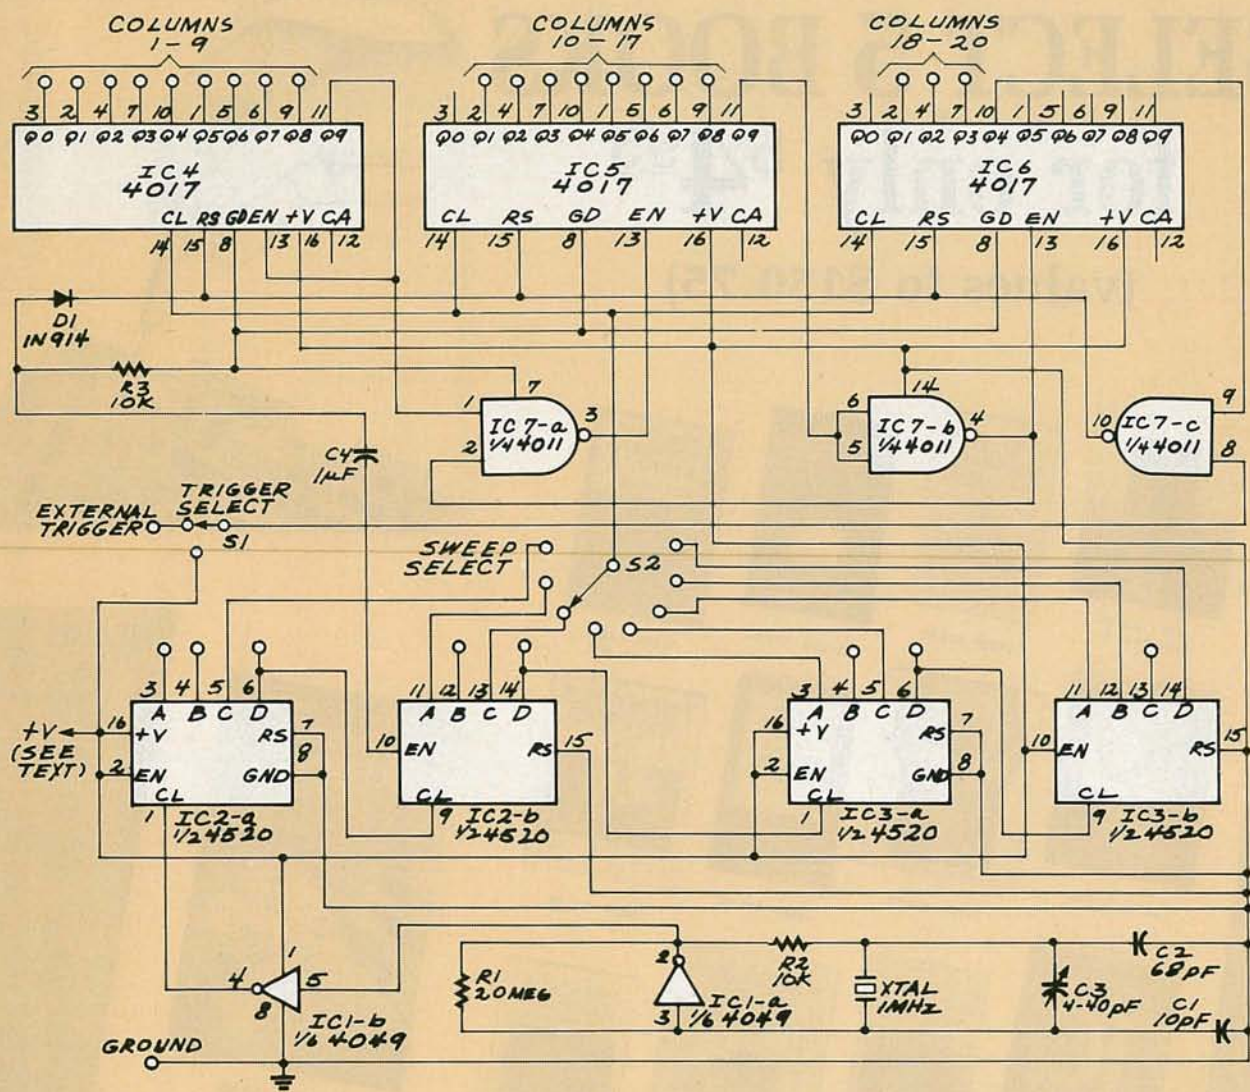 COLUMNS
1-9
COLUMNS
10-17
COLUMNS
18-20
3 2 4 7 10 1 5 6 9 11
Q0 Q1 Q2 Q3 Q4 Q5 Q6 Q7 Q8 Q9
IC4
4017
CL RS GD EN +V CA
14 15 8 13 16 12
3 2 4 7 10 1 5 6 9 11
Q0 Q1 Q2 Q3 Q4 Q5 Q6 Q7 Q8 Q9
IC5
4017
CL RS GD EN +V CA
14 15 8 13 16 12
3 2 4 7 10 1 5 6 9 11
Q0 Q1 Q2 Q3 Q4 Q5 Q6 Q7 Q8 Q9
IC6
4017
CL RS GD EN +V CA
14 15 8 13 16 12
D1
1N914
R3
10K
C4
1µF
1
2
7
3
IC7-a
1/4 4011
6
5
14
4
IC7-b
1/4 4011
10
9
8
IC7-c
1/4 4011
EXTERNAL
TRIGGER
TRIGGER
SELECT
S1
SWEEP
SELECT
S2
+V
(SEE
TEXT)
3 4 5 6
A B C D
16 +V RS 7
2 EN GND 8
CL
1
IC2-a
1/2 4520
11 12 13 14
A B C D
10 EN RS 15
CL
9
IC2-b
1/2 4520
3 4 5 6
A B C D
16 +V RS 7
2 EN GND 8
CL
1
IC3-a
1/2 4520
11 12 13 14
A B C D
10 EN RS 15
CL
9
IC3-b
1/2 4520
1
4 5
8
IC1-b
1/6 4049
GROUND
R1
20MEG
2
3
IC1-a
1/6 4049
R2
10K
XTAL
1MHz
C3
4-40pF
C2
68pF
C1
10pF